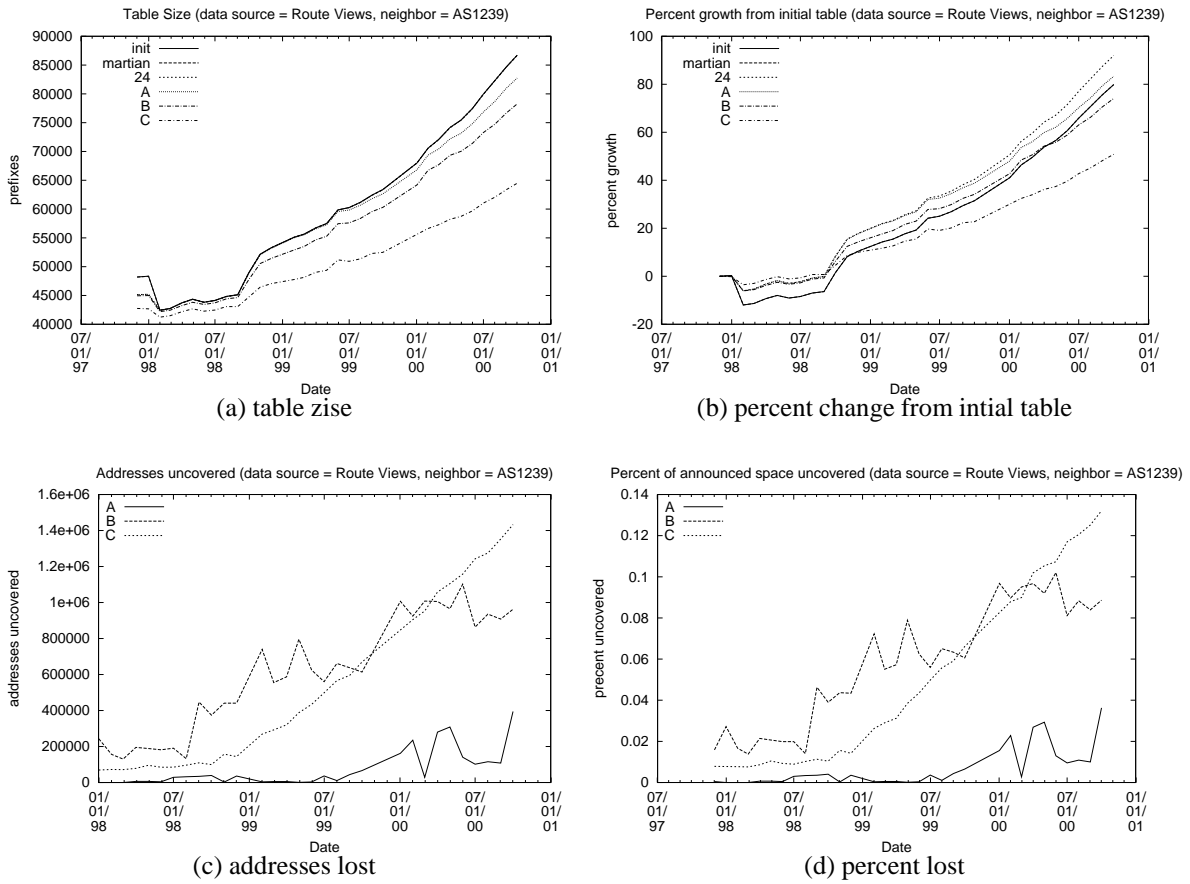 Table Size (data source = Route Views, neighbor = AS1239)
90000
85000
80000
75000
70000
65000
60000
55000
50000
45000
40000
prefixes
init
martian
24
A
B
C
07/ 01/ 01/ 01/ 07/ 01/ 01/ 01/
01/ 01/ 01/ 01/ 01/ 01/ 01/ 01/
97 98 98 99 99 00 00 01
Date
(a) table zise
Percent growth from initial table (data source = Route Views, neighbor = AS1239)
100
80
60
40
20
0
-20
percent growth
init
martian
24
A
B
C
07/ 01/ 07/ 01/ 07/ 01/ 07/ 01/
01/ 01/ 01/ 01/ 01/ 01/ 01/ 01/
97 98 98 99 99 00 00 01
Date
(b) percent change from intial table
Addresses uncovered (data source = Route Views, neighbor = AS1239)
1.6e+06
1.4e+06
1.2e+06
1e+06
800000
600000
400000
200000
0
addresses uncovered
A
B
C
01/ 07/ 01/ 07/ 01/ 07/ 01/
01/ 01/ 01/ 01/ 01/ 01/ 01/
98 98 99 99 00 00 01
Date
(c) addresses lost
Percent of announced space uncovered (data source = Route Views, neighbor = AS1239)
0.14
0.12
0.1
0.08
0.06
0.04
0.02
0
precent uncovered
A
B
C
07/ 01/ 07/ 01/ 07/ 01/ 07/ 01/
01/ 01/ 01/ 01/ 01/ 01/ 01/ 01/
97 98 98 99 99 00 00 01
Date
(d) percent lost